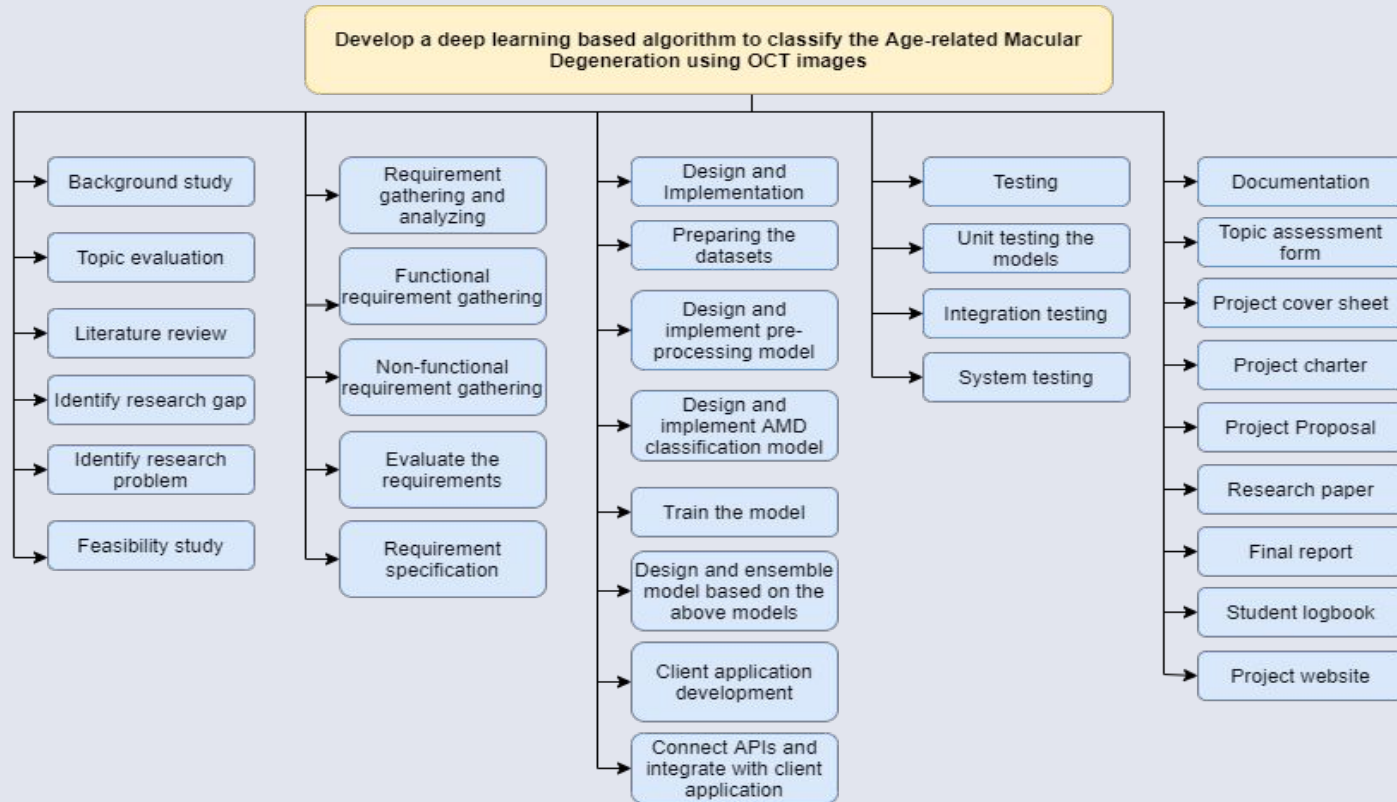 Develop a deep learning based algorithm to classify the Age-related Macular
Degeneration using OCT images
Background study
Topic evaluation
Literature review
Identify research gap
Identify research
problem
Feasibility study
Requirement
gathering and
analyzing
Functional
requirement gathering
Non-functional
requirement gathering
Evaluate the
requirements
Requirement
specification
Design and
Implementation
Preparing the
datasets
Design and
implement pre-
processing model
Design and
implement AMD
classification model
Train the model
Design and ensemble
model based on the
above models
Client application
development
Connect APIs and
integrate with client
application
Testing
Unit testing the
models
Integration testing
System testing
Documentation
Topic assessment
form
Project cover sheet
Project charter
Project Proposal
Research paper
Final report
Student logbook
Project website